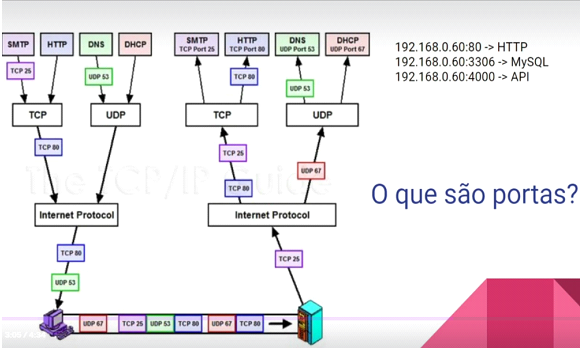 SMTP HTTP DNS DHCP
TCP 25 UDP 53
TCP UDP
TCP 80
Internet Protocol
TCP 80
UDP 53
SMTP
TCP Port 25
HTTP
TCP Port 80
DNS
UDP Port 53
DHCP
UDP Port 67
TCP 80
UDP 53
TCP UDP
TCP 25
UDP 67
TCP 80
Internet Protocol
TCP 25
UDP 67 TCP 25 UDP 53 TCP 80 UDP 67 TCP 80
The TCP/IP Guide
192.168.0.60:80 -> HTTP
192.168.0.60:3306 -> MySQL
192.168.0.60:4000 -> API
O que são portas?